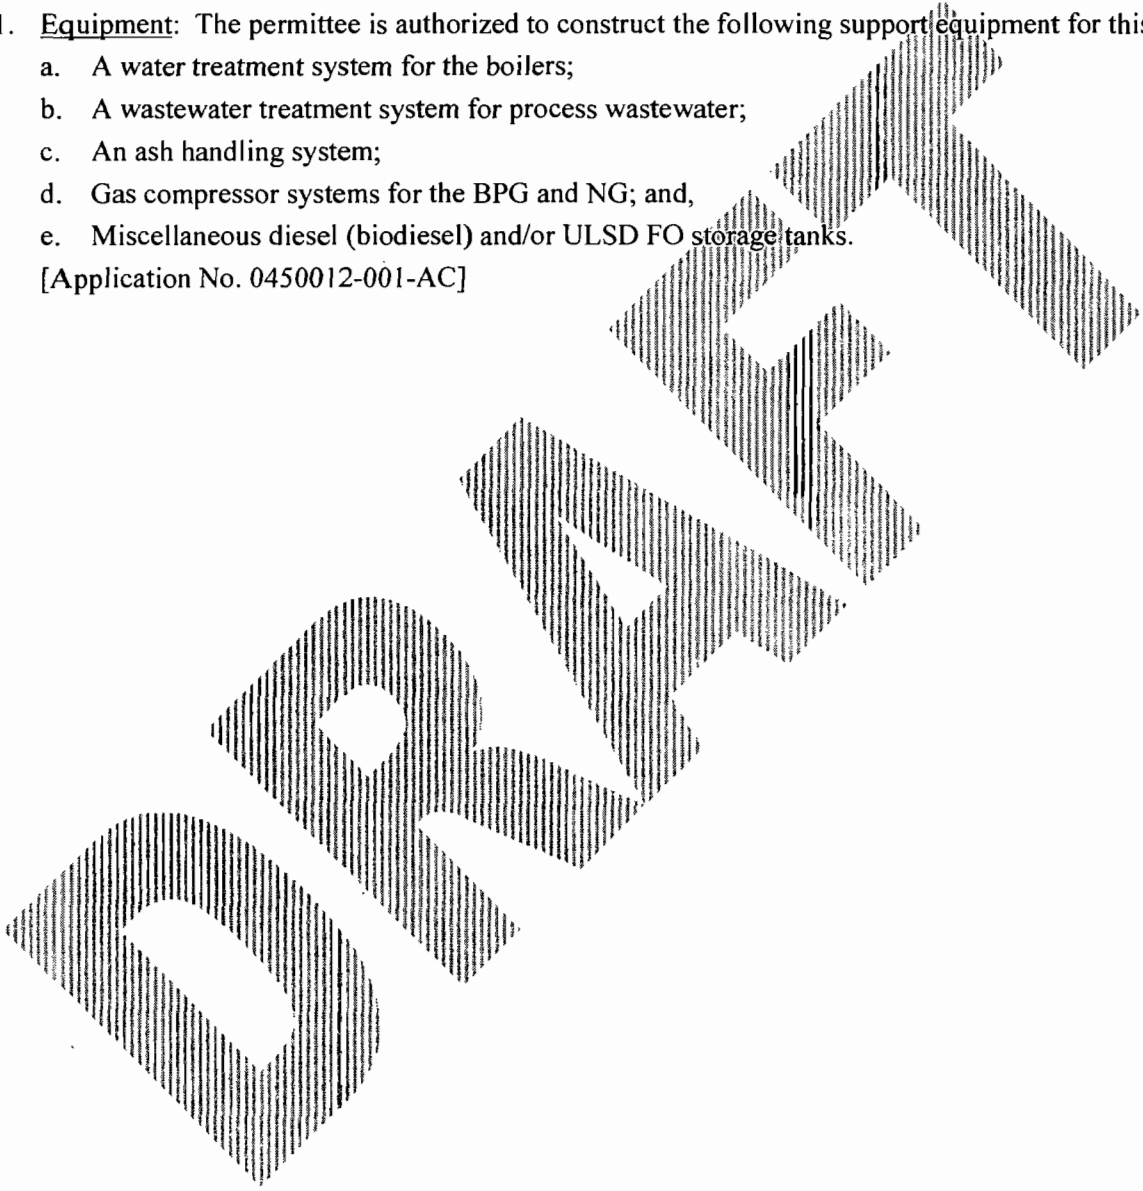 1. Equipment: The permittee is authorized to construct the following support equipment for this
a. A water treatment system for the boilers;
b. A wastewater treatment system for process wastewater;
c. An ash handling system;
d. Gas compressor systems for the BPG and NG; and,
e. Miscellaneous diesel (biodiesel) and/or ULSD FO storage tanks.
[Application No. 0450012-001-AC]
DRAFT